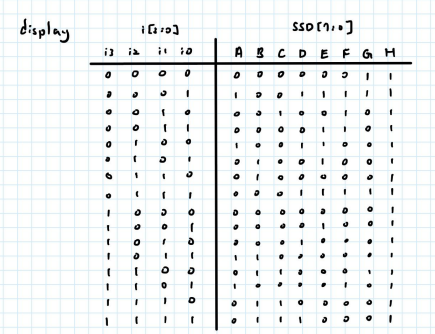 display i[3:0] SSD[7:0]
i3 i2 i1 i0 A B C D E F G H
0 0 0 0 0 0 0 0 0 0 1 1
0 0 0 1 1 0 0 1 1 1 1 1
0 0 1 0 0 0 1 0 0 1 0 1
0 0 1 1 0 0 0 0 1 1 0 1
0 1 0 0 1 0 0 1 1 0 0 1
0 1 0 1 0 1 0 0 1 0 0 1
0 1 1 0 0 1 0 0 0 0 0 1
0 1 1 1 0 0 0 1 1 1 1 1
1 0 0 0 0 0 0 0 0 0 0 1
1 0 0 1 0 0 0 0 1 0 0 1
1 0 1 0 0 0 0 1 0 0 0 1
1 0 1 1 1 1 0 0 0 0 0 1
1 1 0 0 0 1 1 0 0 0 1 1
1 1 0 1 1 0 0 0 0 1 0 1
1 1 1 0 0 1 1 0 0 0 0 1
1 1 1 1 0 1 1 1 0 0 0 1